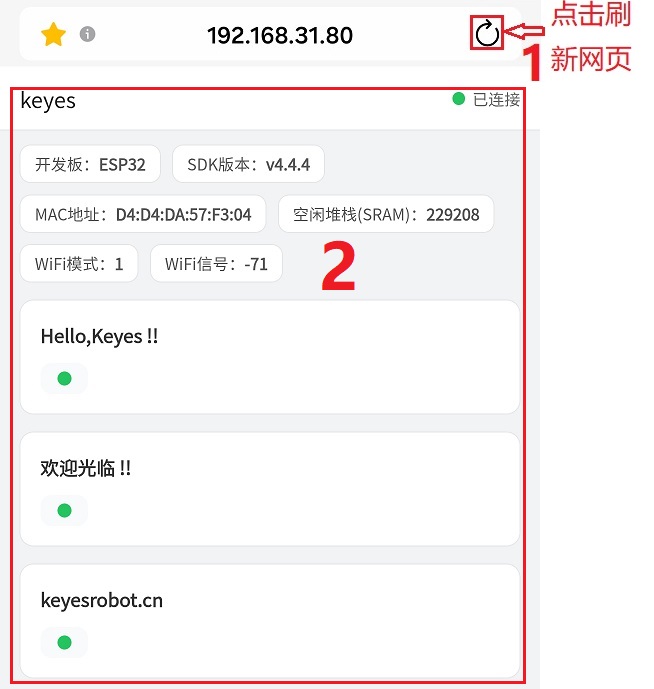 192.168.31.80
点击刷
1新网页
keyes
已连接
开发板：ESP32
SDK版本：v4.4.4
MAC地址：D4:D4:DA:57:F3:04
空闲堆栈(SRAM)：229208
WiFi模式：1
WiFi信号：-71
2
Hello,Keyes !!
欢迎光临 !!
keyesrobot.cn